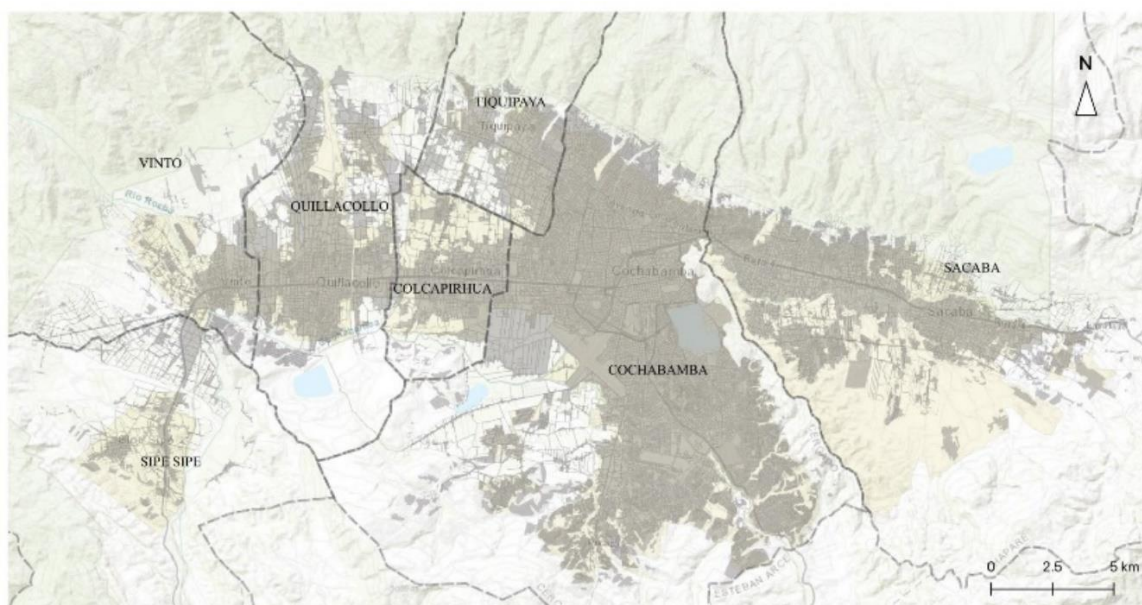 TIQUIPAYA
Tiquipaya
N
VINTO
Rio Rocha
QUILLACOLLO
SACABA
Colcapirhua
Cochabamba
Vinto
Quillacollo
COLCAPIRHUA
Sacaba
COCHABAMBA
SIPE SIPE
ESTEBAN ARCE
CHAPARE
0 2.5 5 km